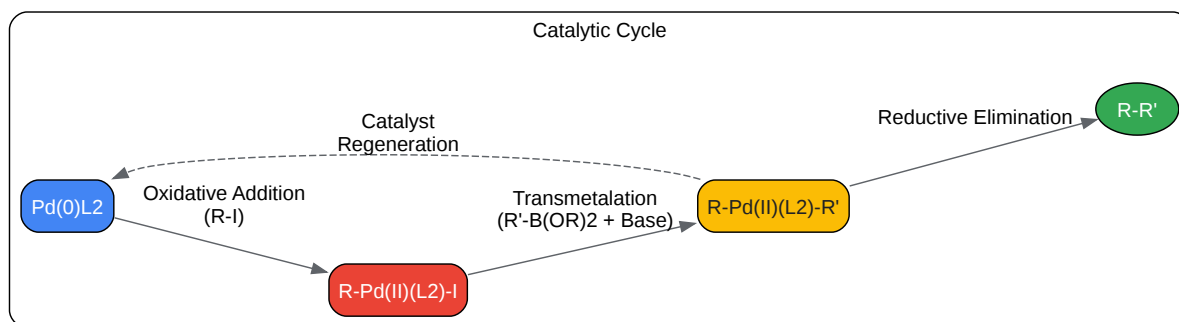 Catalytic Cycle
R-R'
Reductive Elimination
Catalyst
Regeneration
Pd(0)L2
Oxidative Addition
(R-I)
Transmetalation
(R'-B(OR)2 + Base)
R-Pd(II)(L2)-R'
R-Pd(II)(L2)-I